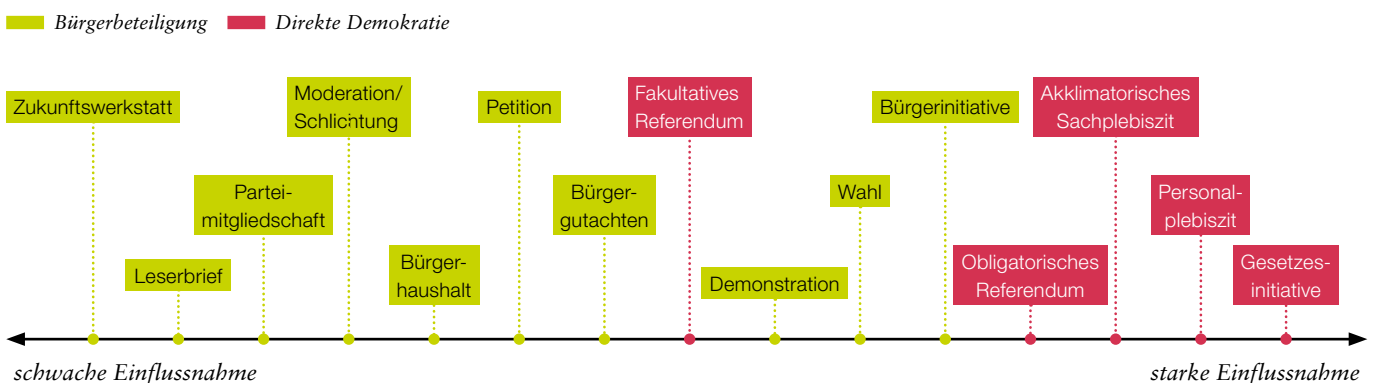 Bürgerbeteiligung Direkte Demokratie
Zukunftswerkstatt
Leserbrief
Partei-
mitgliedschaft
Moderation/
Schlichtung
Bürger-
haushalt
Petition
Bürger-
gutachten
Fakultatives
Referendum
Demonstration
Wahl
Bürgerinitiative
Obligatorisches
Referendum
Akklimatorisches
Sachplebiszit
Personal-
plebiszit
Gesetzes-
initiative
schwache Einflussnahme
starke Einflussnahme